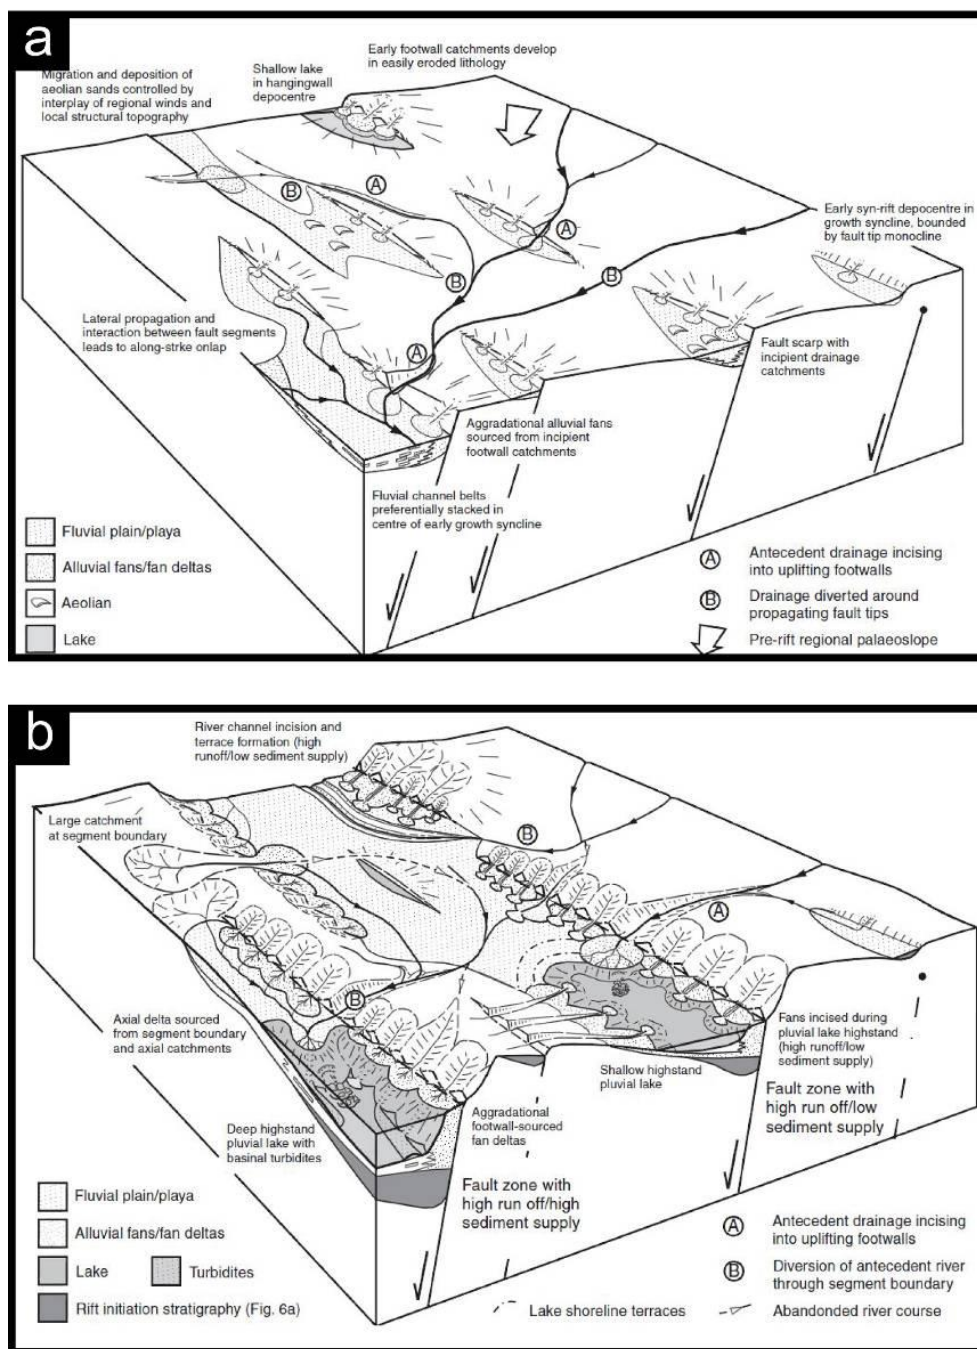 a
Early footwall catchments develop
in easily eroded lithology
Migration and deposition of
aeolian sands controlled by
interplay of regional winds and
local structural topography
Shallow lake
in hangingwall
depocentre
A
B
A
Early syn-rift depocentre in
growth syncline, bounded
by fault tip monocline
B
B
Lateral propagation and
interaction between fault segments
leads to along-strke onlap
A
Fault scarp with
incipient drainage
catchments
Aggradational alluvial fans
sourced from incipient
footwall catchments
Fluvial channel belts
preferentially stacked in
centre of early growth syncline
Fluvial plain/playa
Alluvial fans/fan deltas
Aeolian
Lake
A Antecedent drainage incising
into uplifting footwalls
B Drainage diverted around
propagating fault tips
Pre-rift regional palaeoslope
b
River channel incision and
terrace formation (high
runoff/low sediment supply)
Large catchment
at segment boundary
B
A
B
Axial delta sourced
from segment boundary
and axial catchments
Fans incised during
pluvial lake highstand
(high runoff/low
sediment supply)
Shallow highstand
pluvial lake
Fault zone with
high run off/low
sediment supply
Deep highstand
pluvial lake with
basinal turbidites
Aggradational
footwall-sourced
fan deltas
Fault zone with
high run off/high
sediment supply
Fluvial plain/playa
Alluvial fans/fan deltas
Lake
Turbidites
Rift initiation stratigraphy (Fig. 6a)
A Antecedent drainage incising
into uplifting footwalls
B Diversion of antecedent river
through segment boundary
Lake shoreline terraces
Abandonded river course